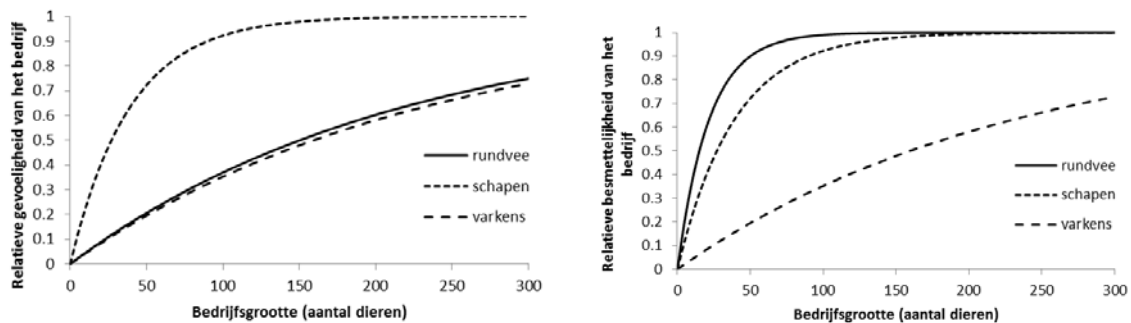 Relatieve gevoeligheid van het bedrijf
1
0.9
0.8
0.7
0.6
0.5
0.4
0.3
0.2
0.1
0
0 50 100 150 200 250 300
Bedrijfsgrootte (aantal dieren)
rundvee
schapen
varkens
Relatieve besmettelijkheid van het
bedrijf
1
0.9
0.8
0.7
0.6
0.5
0.4
0.3
0.2
0.1
0
0 50 100 150 200 250 300
Bedrijfsgrootte (aantal dieren)
rundvee
schapen
varkens